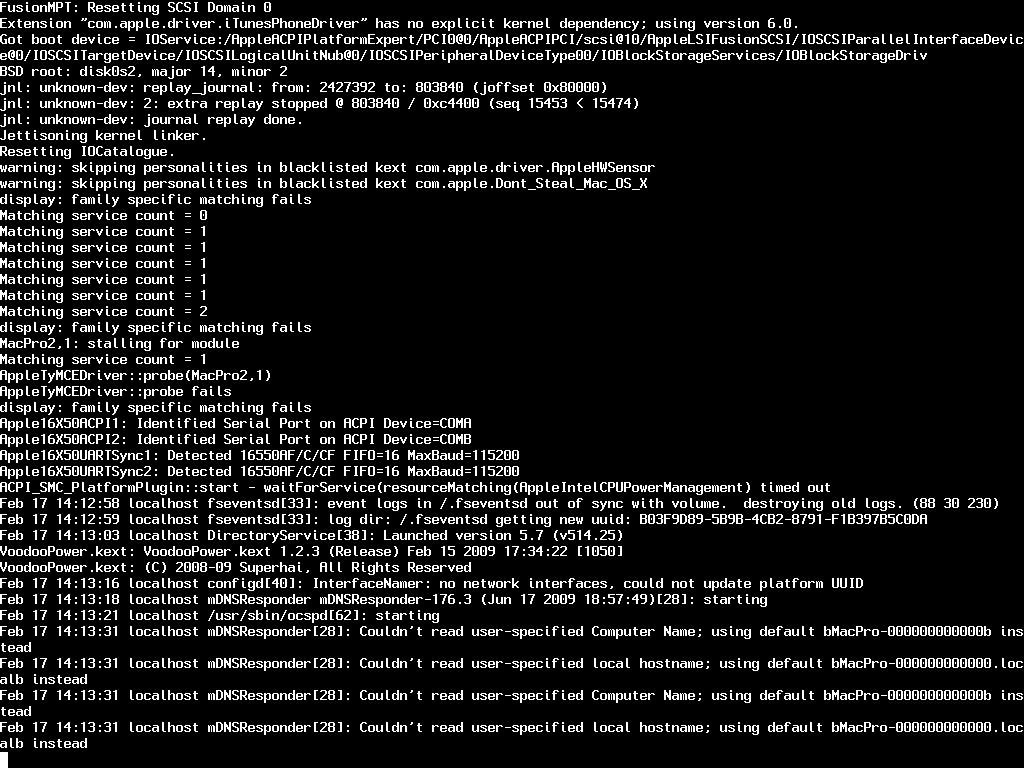 FusionMPT: Resetting SCSI Domain 0
Extension "com.apple.driver.iTunesPhoneDriver" has no explicit kernel dependency; using version 6.0.
Got boot device = IOService:/AppleACPIPlatformExpert/PCI0@0/AppleACPIPCI/scsi@10/AppleLSIFusionSCSI/IOSCSIParallelInterfaceDevic
e@0/IOSCSITargetDevice/IOSCSILogicalUnitNub@0/IOSCSIPeripheralDeviceType00/IOBlockStorageServices/IOBlockStorageDriv
BSD root: disk0s2, major 14, minor 2
jnl: unknown-dev: replay_journal: from: 2427392 to: 803840 (joffset 0x80000)
jnl: unknown-dev: 2: extra replay stopped @ 803840 / 0xc4400 (seq 15453 < 15474)
jnl: unknown-dev: journal replay done.
Jettisoning kernel linker.
Resetting IOCatalogue.
warning: skipping personalities in blacklisted kext com.apple.driver.AppleHWSensor
warning: skipping personalities in blacklisted kext com.apple.Dont_Steal_Mac_OS_X
display: family specific matching fails
Matching service count = 0
Matching service count = 1
Matching service count = 1
Matching service count = 1
Matching service count = 1
Matching service count = 1
Matching service count = 2
display: family specific matching fails
MacPro2,1: stalling for module
Matching service count = 1
AppleTyMCEDriver::probe(MacPro2,1)
AppleTyMCEDriver::probe fails
display: family specific matching fails
Apple16X50ACPI1: Identified Serial Port on ACPI Device=COMA
Apple16X50ACPI2: Identified Serial Port on ACPI Device=COMB
Apple16X50UARTSync1: Detected 16550AF/C/CF FIFO=16 MaxBaud=115200
Apple16X50UARTSync2: Detected 16550AF/C/CF FIFO=16 MaxBaud=115200
ACPI_SMC_PlatformPlugin::start - waitForService(resourceMatching(AppleIntelCPUPowerManagement) timed out
Feb 17 14:12:58 localhost fseventsd[33]: event logs in /.fseventsd out of sync with volume.  destroying old logs. (88 30 230)
Feb 17 14:12:59 localhost fseventsd[33]: log dir: /.fseventsd getting new uuid: B03F9D89-5B9B-4CB2-8791-F1B397B5C0DA
Feb 17 14:13:03 localhost DirectoryService[38]: Launched version 5.7 (v514.25)
VoodooPower.kext: VoodooPower.kext 1.2.3 (Release) Feb 15 2009 17:34:22 [1050]
VoodooPower.kext: (C) 2008-09 Superhai, All Rights Reserved
Feb 17 14:13:16 localhost configd[40]: InterfaceNamer: no network interfaces, could not update platform UUID
Feb 17 14:13:18 localhost mDNSResponder mDNSResponder-176.3 (Jun 17 2009 18:57:49)[28]: starting
Feb 17 14:13:21 localhost /usr/sbin/ocspd[62]: starting
Feb 17 14:13:31 localhost mDNSResponder[28]: Couldn't read user-specified Computer Name; using default bMacPro-000000000000b ins
tead
Feb 17 14:13:31 localhost mDNSResponder[28]: Couldn't read user-specified local hostname; using default bMacPro-000000000000.loc
alb instead
Feb 17 14:13:31 localhost mDNSResponder[28]: Couldn't read user-specified Computer Name; using default bMacPro-000000000000b ins
tead
Feb 17 14:13:31 localhost mDNSResponder[28]: Couldn't read user-specified local hostname; using default bMacPro-000000000000.loc
alb instead